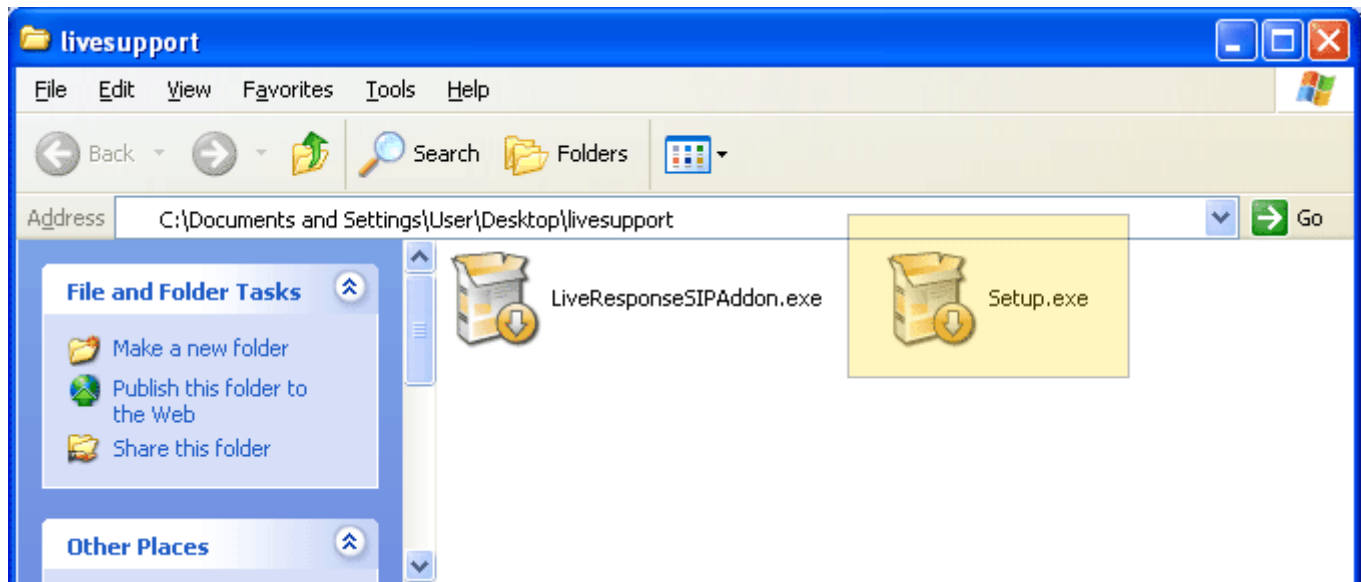 livesupport
File Edit View Favorites Tools Help
Back Search Folders
Address C:\Documents and Settings\User\Desktop\livesupport Go
File and Folder Tasks
Make a new folder
Publish this folder to
the Web
Share this folder
Other Places
LiveResponseSIPAddon.exe
Setup.exe